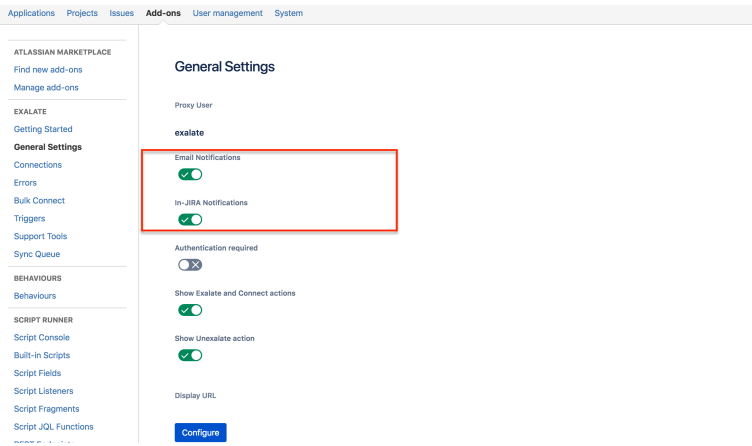 Applications Projects Issues Add-ons User management System
ATLASSIAN MARKETPLACE
Find new add-ons
Manage add-ons
EXALATE
Getting Started
General Settings
Connections
Errors
Bulk Connect
Triggers
Support Tools
Sync Queue
BEHAVIOURS
Behaviours
SCRIPT RUNNER
Script Console
Built-in Scripts
Script Fields
Script Listeners
Script Fragments
Script JQL Functions
General Settings
Proxy User
exalate
Email Notifications
In-JIRA Notifications
Authentication required
Show Exalate and Connect actions
Show Unexalate action
Display URL
Configure